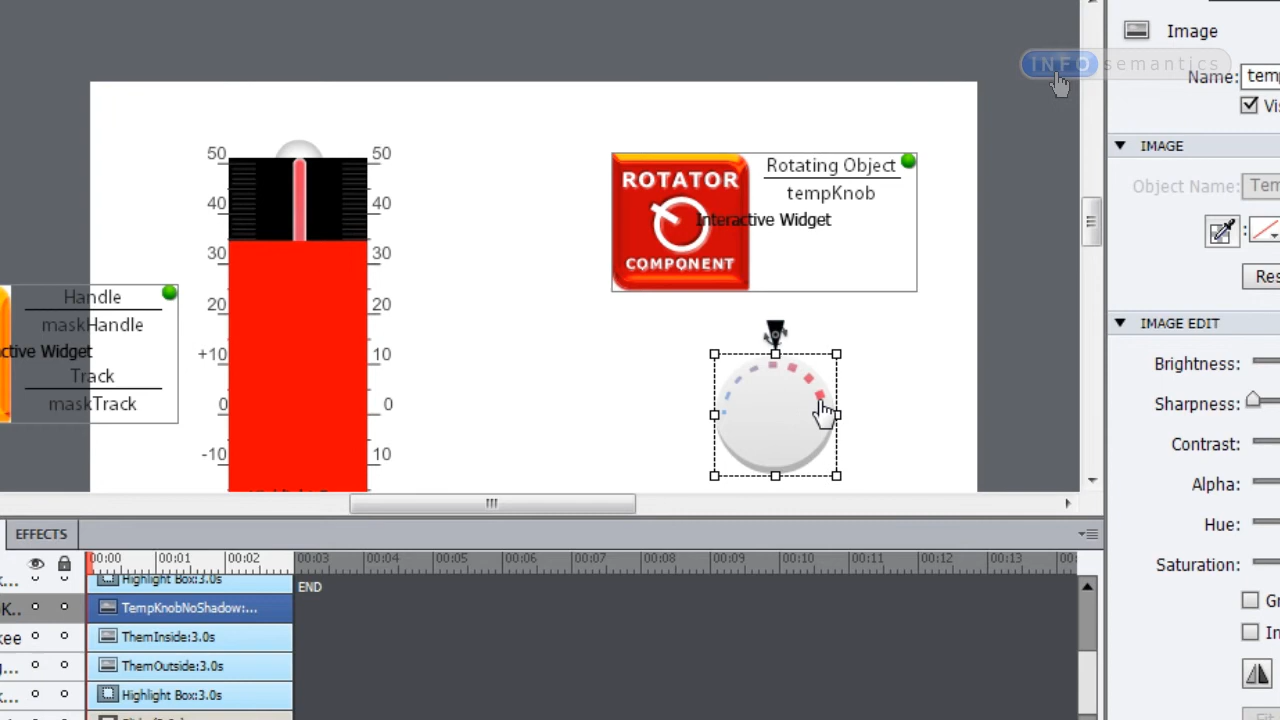 Image
INFO semantics
Name: temp
Vis
IMAGE
Object Name: Tem
Res
IMAGE EDIT
Brightness:
Sharpness:
Contrast:
Alpha:
Hue:
Saturation:
Gr
In
50 50
40 40
30 30
20 20
+10 10
0 0
-10 10
ROTATOR
COMPONENT
Rotating Object
tempKnob
Interactive Widget
Handle
maskHandle
ctive Widget
Track
maskTrack
EFFECTS
00:00 00:01 00:02 00:03 00:04 00:05 00:06 00:07 00:08 00:09 00:10 00:11 00:12 00:13 00:
END
k... Highlight Box:3.0s
K.. TempKnobNoShadow:...
kee ThemInside:3.0s
g... ThemOutside:3.0s
k... Highlight Box:3.0s